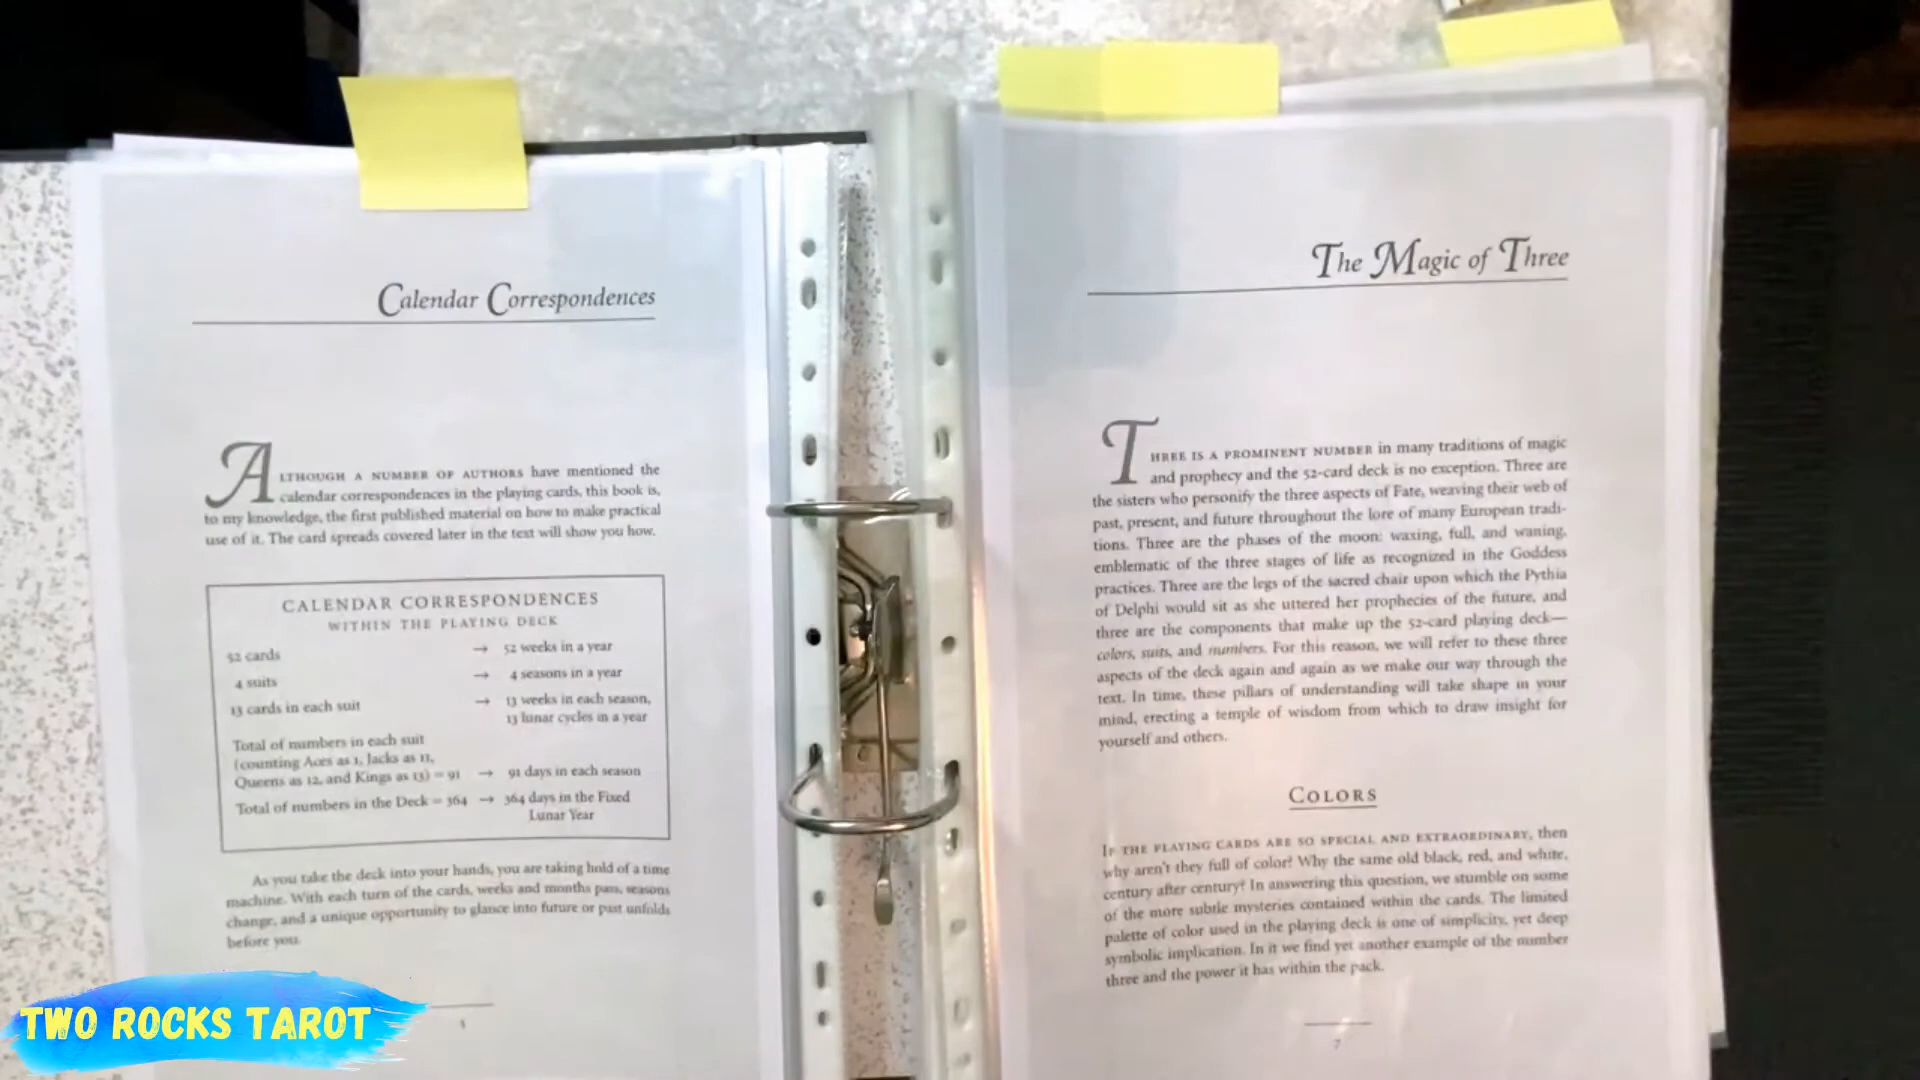 Calendar Correspondences
ALTHOUGH A NUMBER OF AUTHORS have mentioned the
calendar correspondences in the playing cards, this book is,
to my knowledge, the first published material on how to make practical
use of it. The card spreads covered later in the text will show you how.
CALENDAR CORRESPONDENCES
WITHIN THE PLAYING DECK
52 cards → 52 weeks in a year
4 suits → 4 seasons in a year
13 cards in each suit → 13 weeks in each season,
13 lunar cycles in a year
Total of numbers in each suit
(counting Aces as 1, Jacks as 11,
Queens as 12, and Kings as 13) = 91 → 91 days in each season
Total of numbers in the Deck = 364 → 364 days in the Fixed
Lunar Year
As you take the deck into your hands, you are taking hold of a time
machine. With each turn of the cards, weeks and months pass, seasons
change, and a unique opportunity to glance into future or past unfolds
before you.
The Magic of Three
THREE IS A PROMINENT NUMBER in many traditions of magic
and prophecy and the 52-card deck is no exception. Three are
the sisters who personify the three aspects of Fate, weaving their web of
past, present, and future throughout the lore of many European tradi-
tions. Three are the phases of the moon: waxing, full, and waning,
emblematic of the three stages of life as recognized in the Goddess
practices. Three are the legs of the sacred chair upon which the Pythia
of Delphi would sit as she uttered her prophecies of the future, and
three are the components that make up the 52-card playing deck—
colors, suits, and numbers. For this reason, we will refer to these three
aspects of the deck again and again as we make our way through the
text. In time, these pillars of understanding will take shape in your
mind, erecting a temple of wisdom from which to draw insight for
yourself and others.
COLORS
IF THE PLAYING CARDS ARE SO SPECIAL AND EXTRAORDINARY, then
why aren't they full of color? Why the same old black, red, and white,
century after century? In answering this question, we stumble on some
of the more subtle mysteries contained within the cards. The limited
palette of color used in the playing deck is one of simplicity, yet deep
symbolic implication. In it we find yet another example of the number
three and the power it has within the pack.
7
TWO ROCKS TAROT